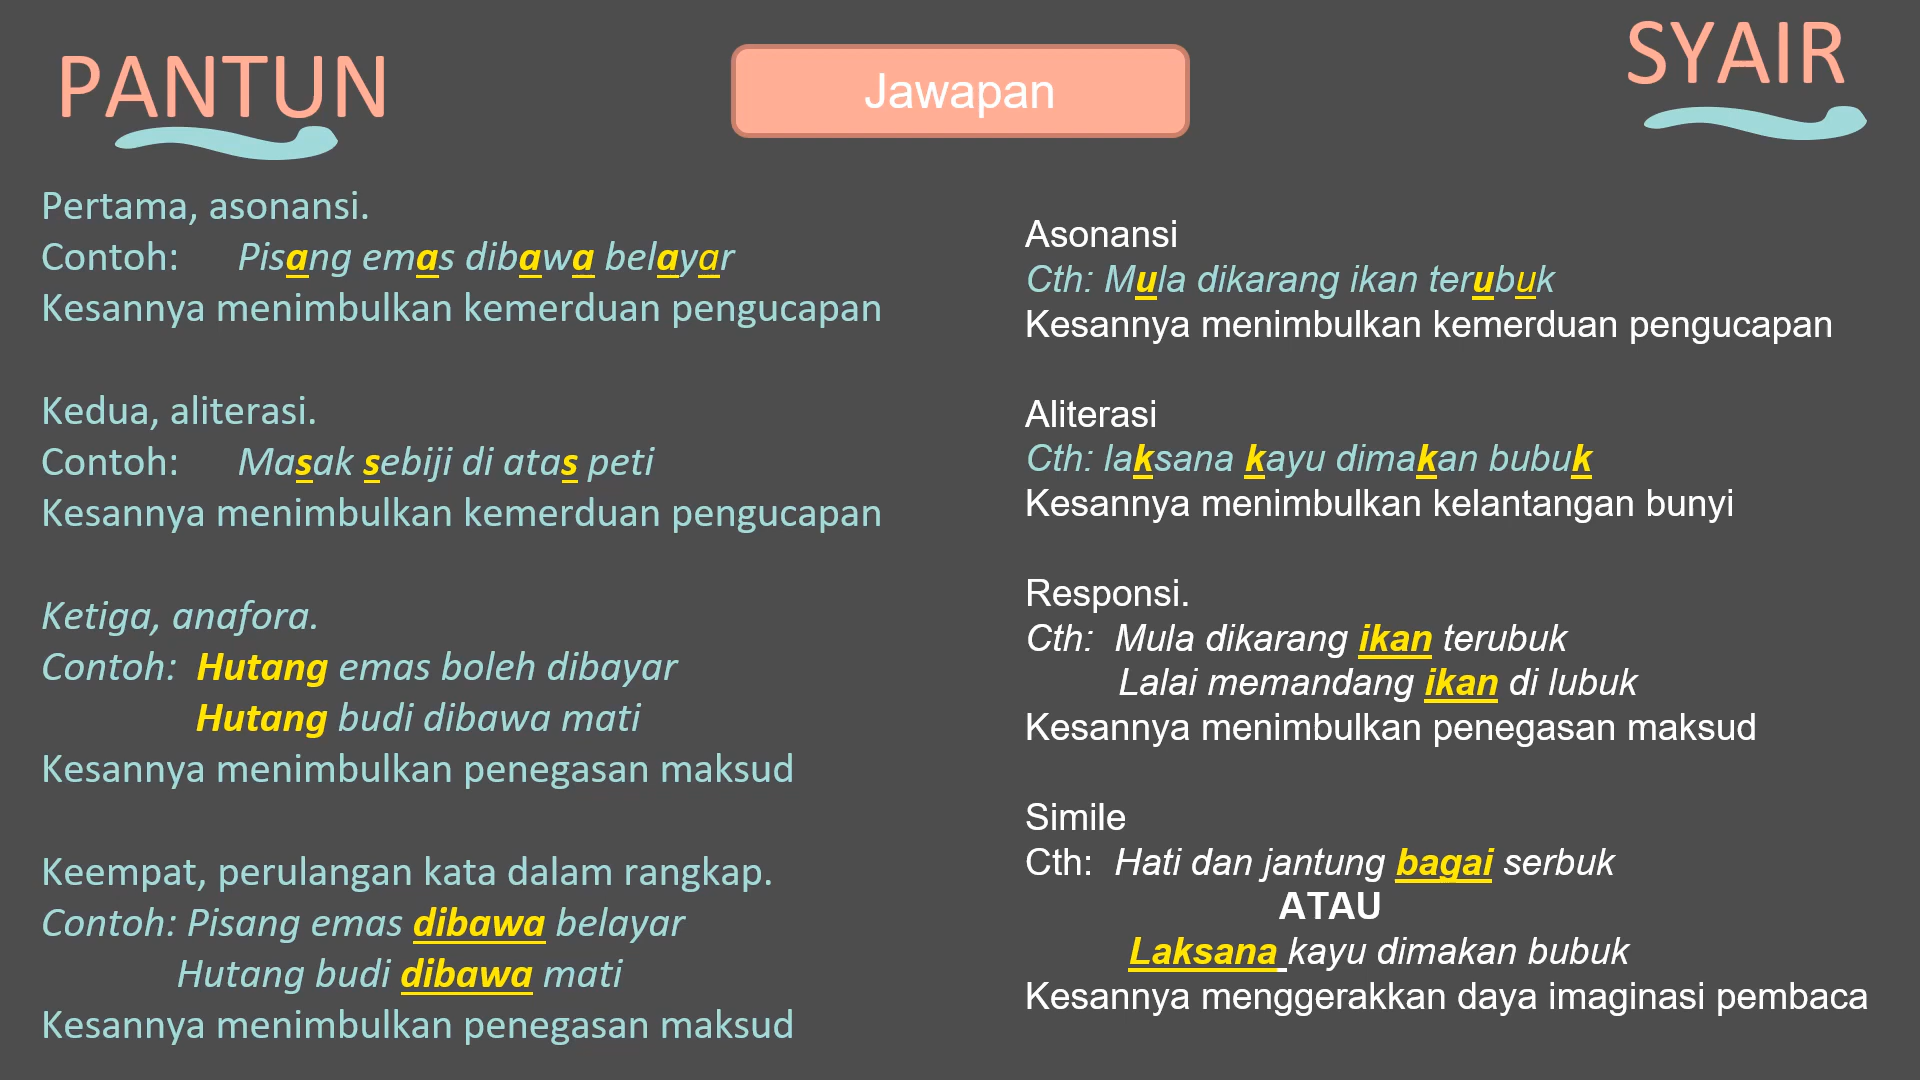 PANTUN
Jawapan
SYAIR
Pertama, asonansi.
Contoh: Pisang emas dibawa belayar
Kesannya menimbulkan kemerduan pengucapan
Kedua, aliterasi.
Contoh: Masak sebiji di atas peti
Kesannya menimbulkan kemerduan pengucapan
Ketiga, anafora.
Contoh: Hutang emas boleh dibayar
Hutang budi dibawa mati
Kesannya menimbulkan penegasan maksud
Keempat, perulangan kata dalam rangkap.
Contoh: Pisang emas dibawa belayar
Hutang budi dibawa mati
Kesannya menimbulkan penegasan maksud
Asonansi
Cth: Mula dikarang ikan terubuk
Kesannya menimbulkan kemerduan pengucapan
Aliterasi
Cth: laksana kayu dimakan bubuk
Kesannya menimbulkan kelantangan bunyi
Responsi.
Cth: Mula dikarang ikan terubuk
Lalai memandang ikan di lubuk
Kesannya menimbulkan penegasan maksud
Simile
Cth: Hati dan jantung bagai serbuk
ATAU
Laksana kayu dimakan bubuk
Kesannya menggerakkan daya imaginasi pembaca